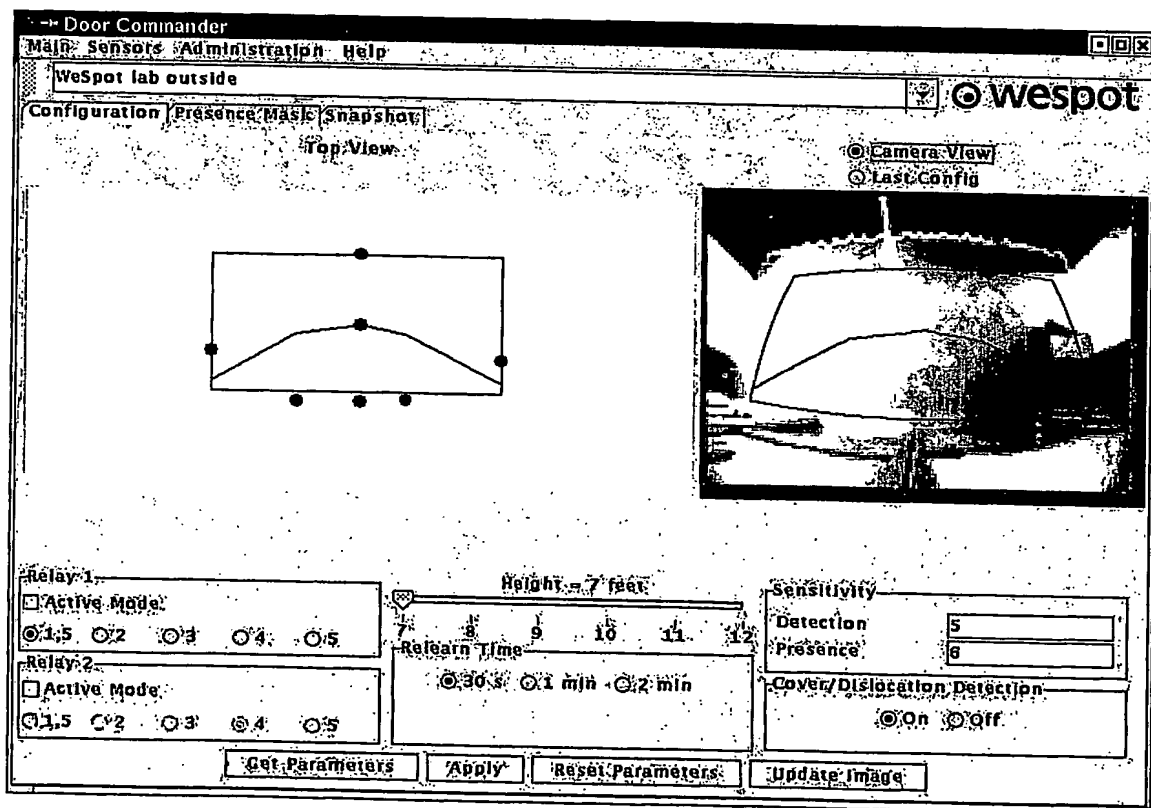 Door Commander
Main Sensors Administration Help
WeSpot lab outside
wespot
Configuration Presence Mask Snapshot
Top View
Camera View
Last Config
Relay 1
Active Mode
1,5 2 3 4 5
Relay 2
Active Mode
1,5 2 3 4 5
Height = 7 feet
7 8 9 10 11 12
Relearn Time
30 s 1 min 2 min
Sensitivity
Detection 5
Presence 6
Cover/Dislocation Detection
On Off
Get Parameters Apply Reset Parameters Update Image